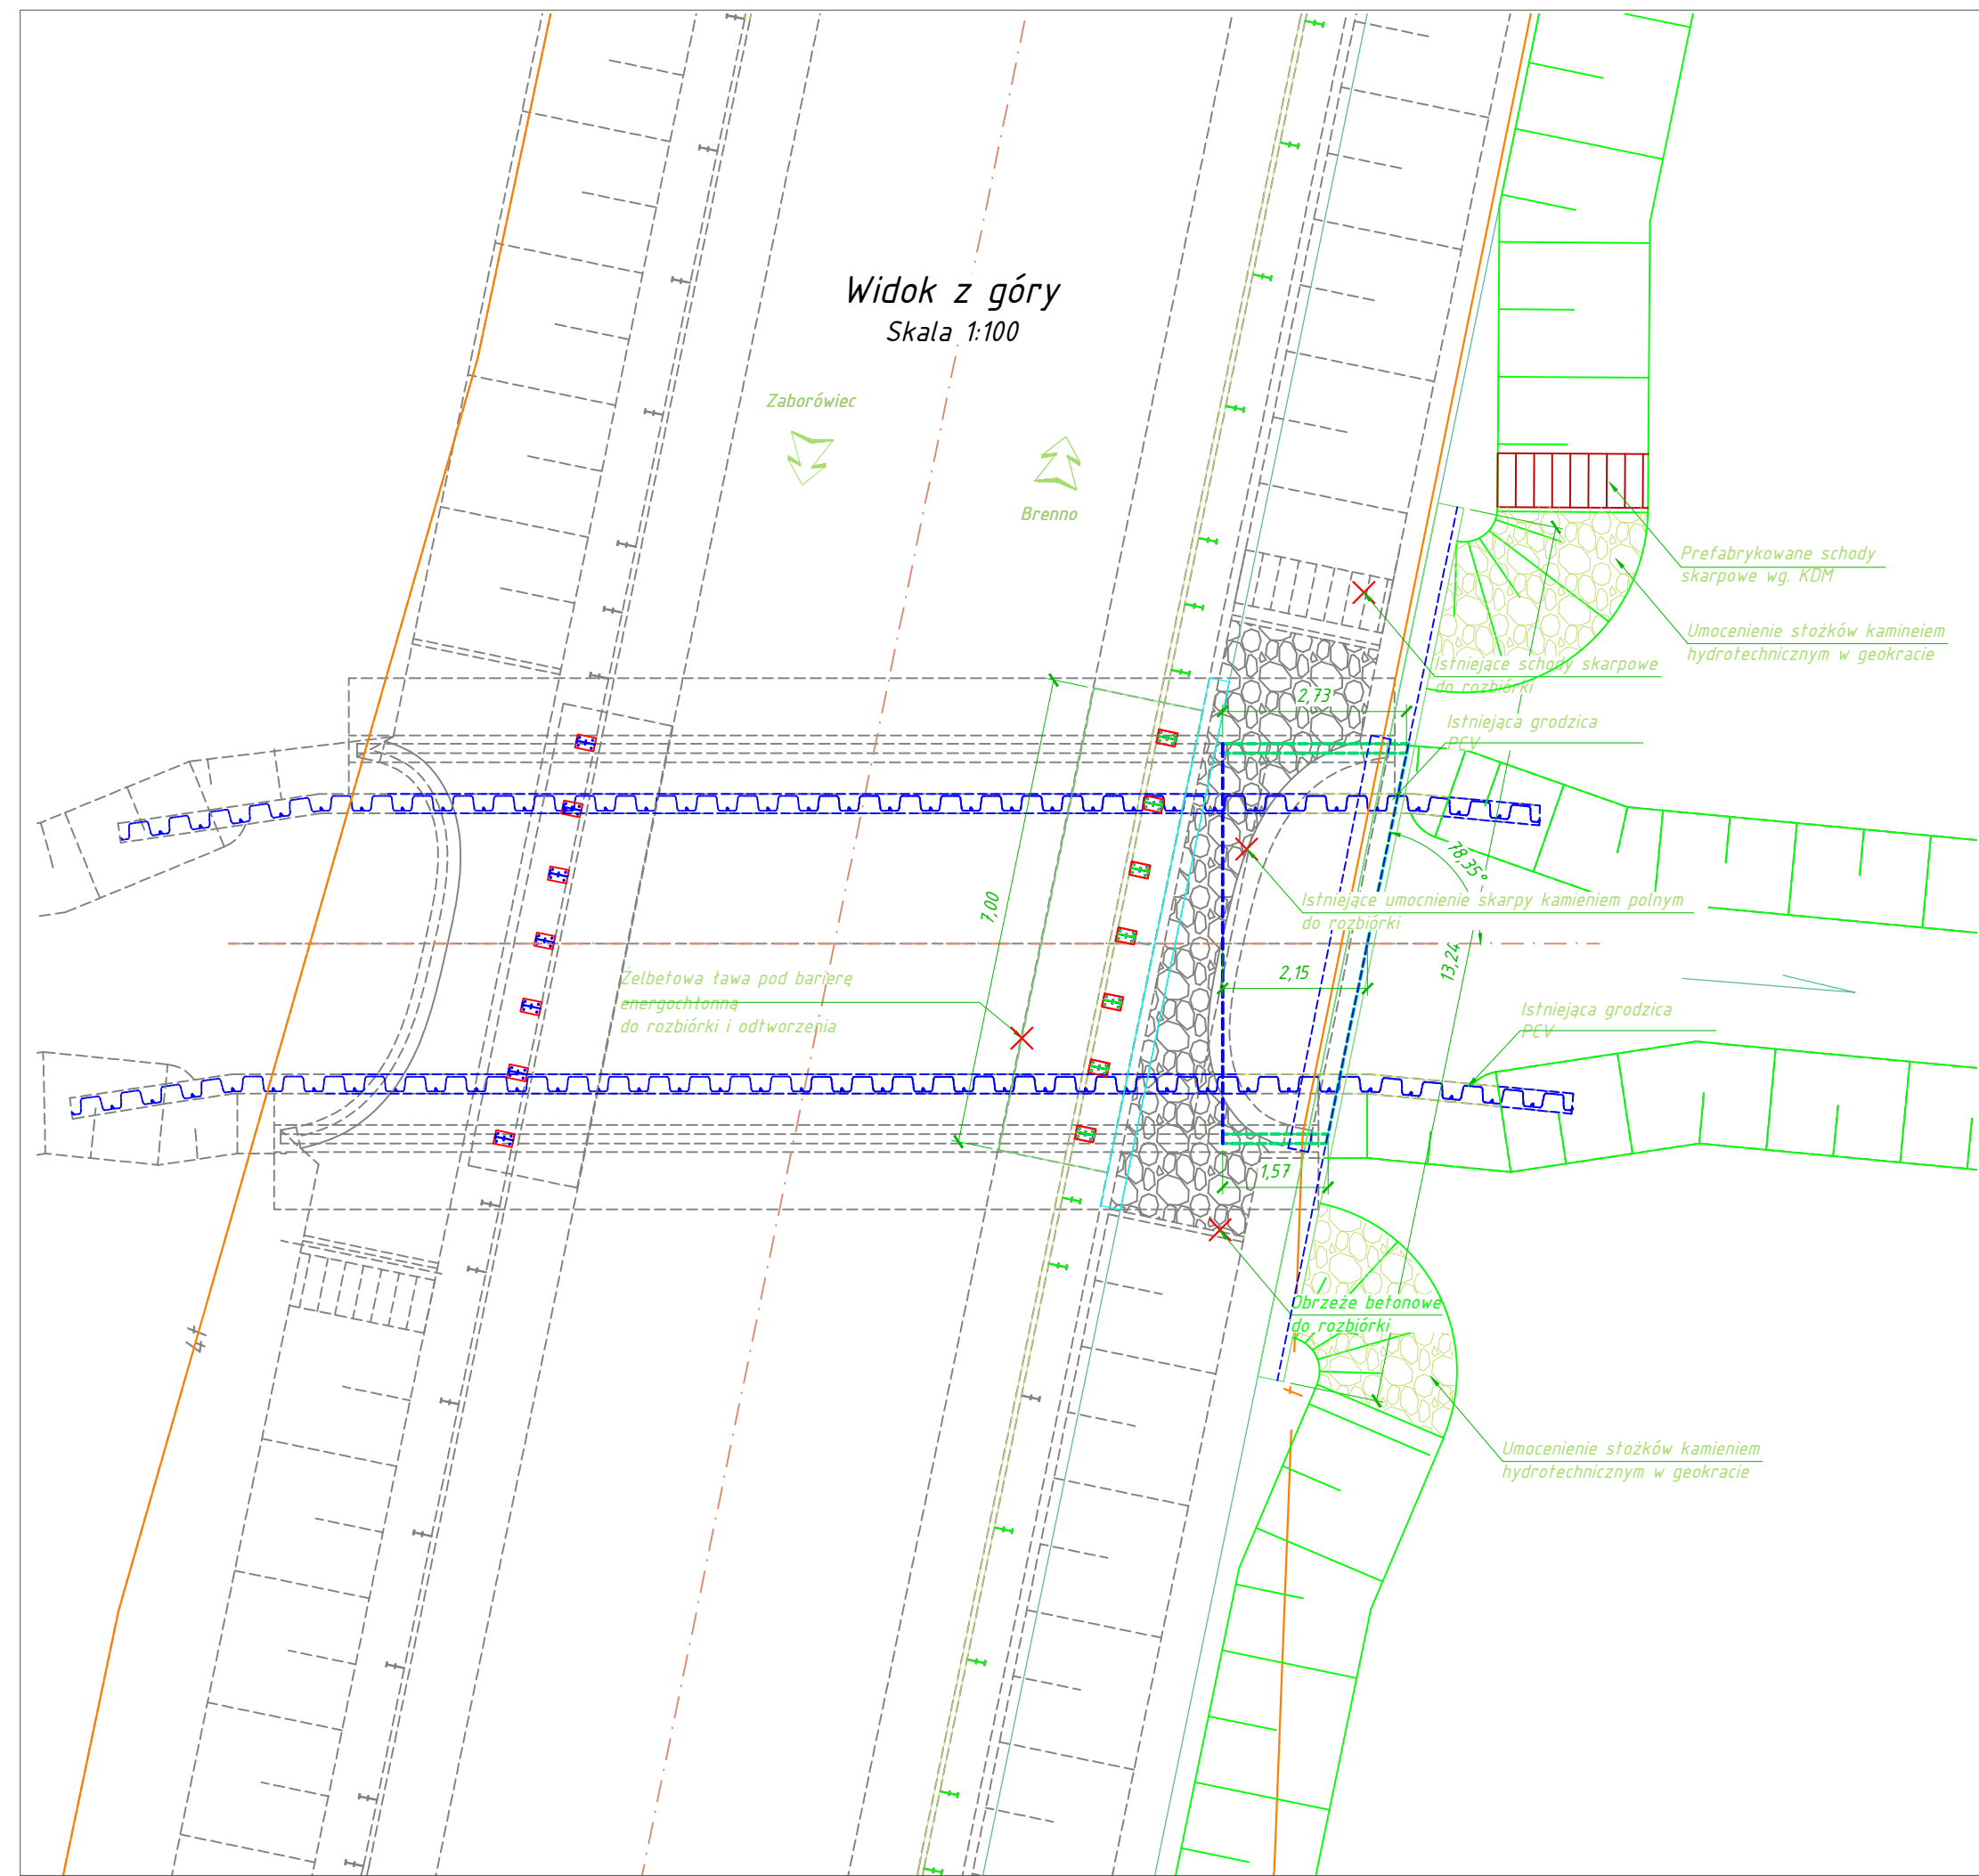 Widok z góry
Skala 1:100
Zaborówiec
Brenno
Prefabrykowane schody
skarpowe wg. KDM
Umocenienie stożków kamineiem
hydrotechnicznym w geokracie
Istniejące schody skarpowe
do rozbiórki
2,73
Istniejąca grodzica
PCV
78,35°
7,00
Istniejące umocnienie skarpy kamieniem polnym
do rozbiórki
13,24
2,15
Żelbetowa ława pod barierę
energochłonną
do rozbiórki i odtworzenia
Istniejąca grodzica
PCV
1,57
Obrzeże betonowe
do rozbiórki
Umocenienie stożków kamieniem
hydrotechnicznym w geokracie